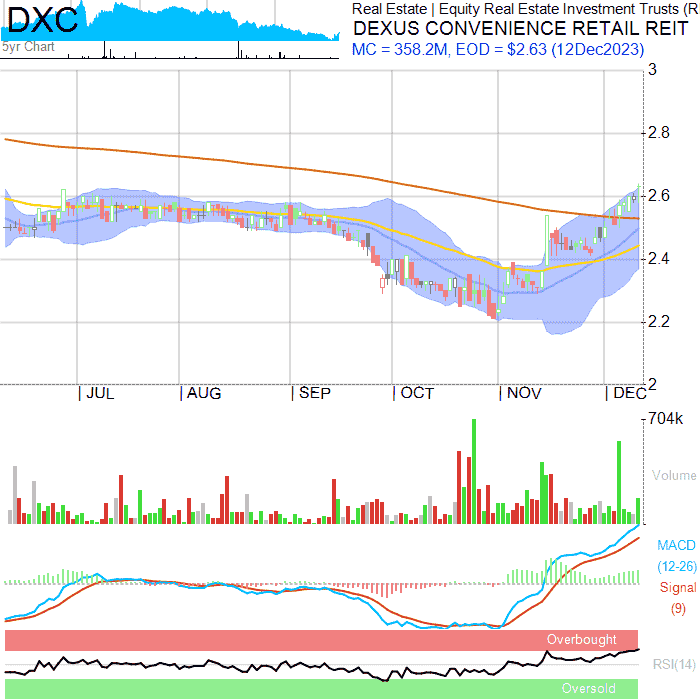 DXC
5yr Chart
Real Estate | Equity Real Estate Investment Trusts (R
DEXUS CONVENIENCE RETAIL REIT
MC = 358.2M, EOD = $2.63 (12Dec2023)
3
2.8
2.6
2.4
2.2
2
| JUL
| AUG
| SEP
| OCT
| NOV
| DEC
704k
Volume
MACD
(12-26)
Signal
(9)
Overbought
RSI(14)
Oversold